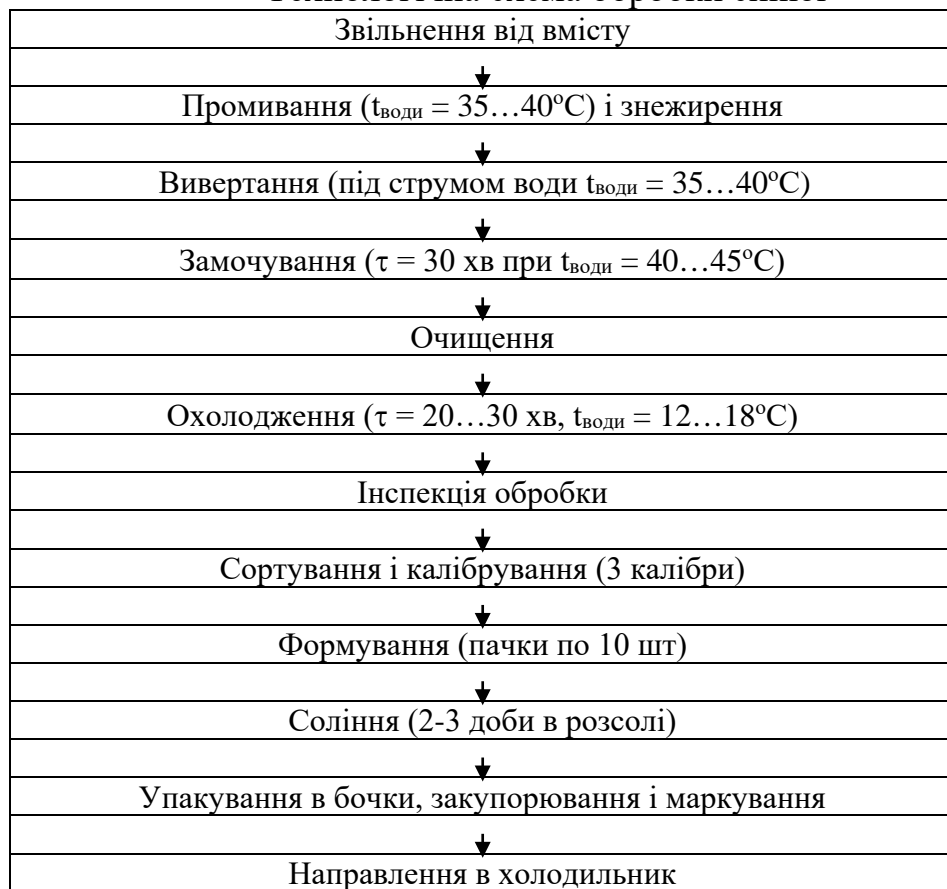 Звільнення від вмісту
Промивання (tводи = 35…40ºС) і знежирення
Вивертання (під струмом води tводи = 35…40ºС)
Замочування (τ = 30 хв при tводи = 40…45ºС)
Очищення
Охолодження (τ = 20…30 хв, tводи = 12…18ºС)
Інспекція обробки
Сортування і калібрування (3 калібри)
Формування (пачки по 10 шт)
Соління (2-3 доби в розсолі)
Упакування в бочки, закупорювання і маркування
Направлення в холодильник